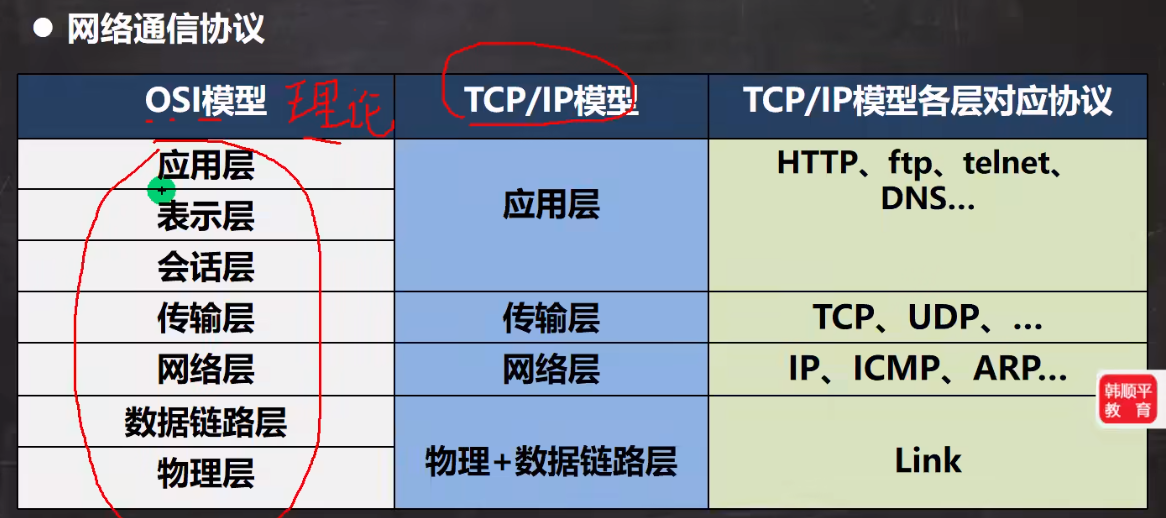 ● 网络通信协议
OSI模型 理论 TCP/IP模型 TCP/IP模型各层对应协议
应用层 应用层 HTTP、ftp、telnet、
DNS...
表示层
会话层
传输层 传输层 TCP、UDP、...
网络层 网络层 IP、ICMP、ARP...
数据链路层 物理+数据链路层 Link
物理层
韩顺平
教 育